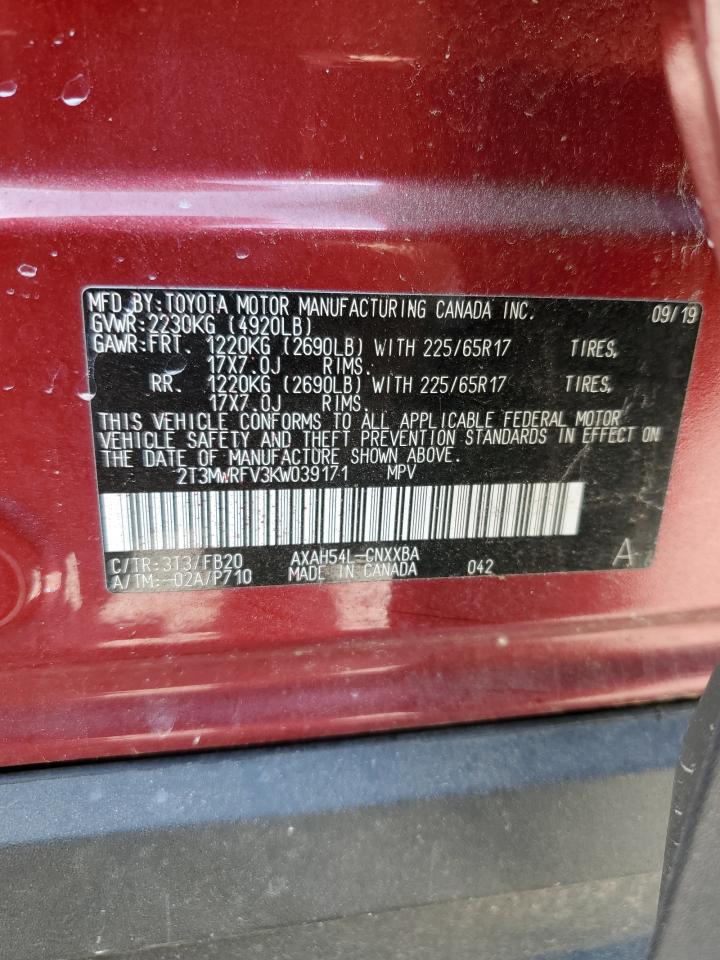 MFD BY:TOYOTA MOTOR MANUFACTURING CANADA INC. 09/19
GVWR:2230KG (4920LB)
GAWR:FRT. 1220KG (2690LB) WITH 225/65R17 TIRES,
17X7.0J RIMS.
RR. 1220KG (2690LB) WITH 225/65R17 TIRES,
17X7.0J RIMS.
THIS VEHICLE CONFORMS TO ALL APPLICABLE FEDERAL MOTOR
VEHICLE SAFETY AND THEFT PREVENTION STANDARDS IN EFFECT ON
THE DATE OF MANUFACTURE SHOWN ABOVE.
2T3MWRFV3KW039171 MPV
C/TR:3T3/FB20 AXAH54L-CNXXBA A
A/TM:-02A/P710 MADE IN CANADA 042